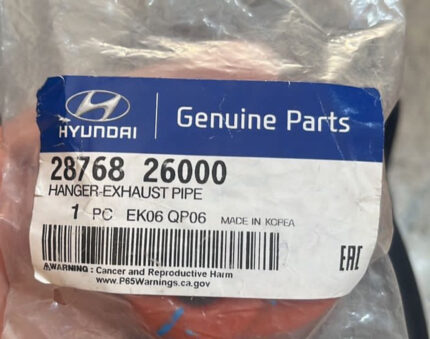 HYUNDAI
Genuine Parts
28768 26000
HANGER-EXHAUST PIPE
1 PC EK06 QP06 MADE IN KOREA
EAC
⚠WARNING : Cancer and Reproductive Harm
www.P65Warnings.ca.gov